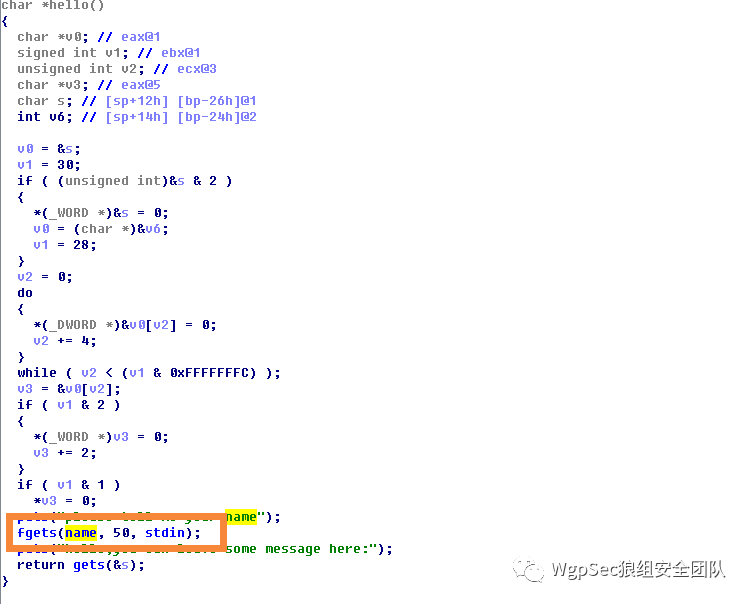 char *hello()
{
char *v0; // eax@1
signed int v1; // ebx@1
unsigned int v2; // ecx@3
char *v3; // eax@5
char s; // [sp+12h] [bp-26h]@1
int v6; // [sp+14h] [bp-24h]@2
v0 = &s;
v1 = 30;
if ( (unsigned int)&s & 2 )
{
*(_WORD *)&s = 0;
v0 = (char *)&v6;
v1 = 28;
}
v2 = 0;
do
{
*(_DWORD *)&v0[v2] = 0;
v2 += 4;
}
while ( v2 < (v1 & 0xFFFFFFFC) );
v3 = &v0[v2];
if ( v1 & 2 )
{
*(_WORD *)v3 = 0;
v3 += 2;
}
if ( v1 & 1 )
*v3 = 0;
name");
fgets(name, 50, stdin);
some message here:");
return gets(&s);
}
WgpSec狼组安全团队